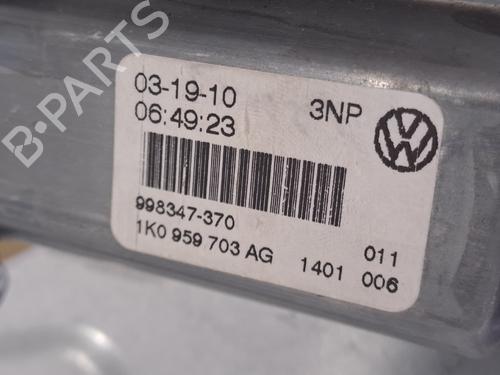 B-PARTS
03-19-10 3NP
06:49:23
998347-370 011
1K0 959 703 AG 1401 006